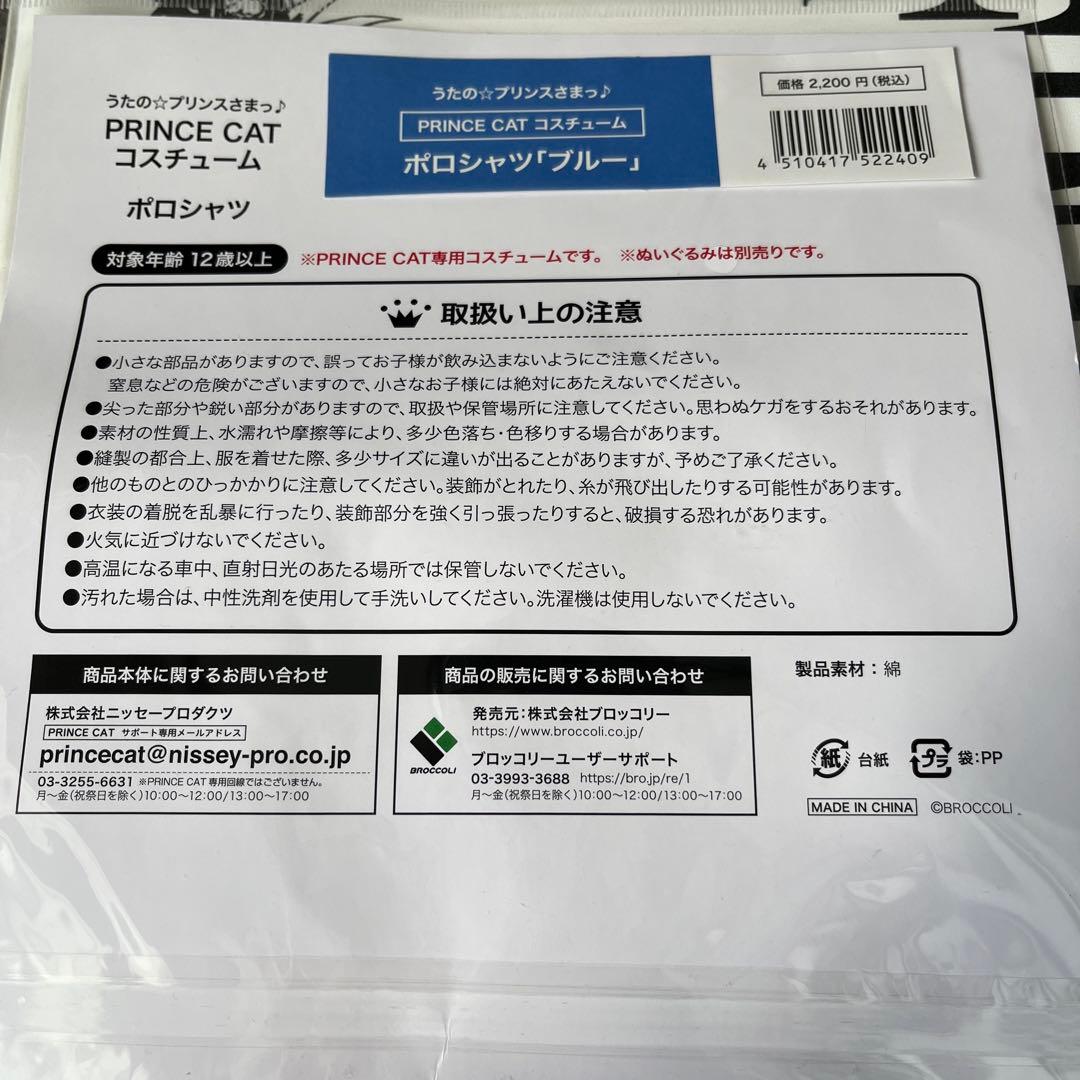 うたの☆プリンスさまっ♪
PRINCE CAT
コスチューム
ポロシャツ
うたの☆プリンスさまっ♪
PRINCE CAT コスチューム
ポロシャツ「ブルー」
価格 2,200 円(税込)
4 510417 522409
対象年齢 12歳以上
※PRINCE CAT専用コスチュームです。 ※ぬいぐるみは別売りです。
取扱い上の注意
●小さな部品がありますので、誤ってお子様が飲み込まないようにご注意ください。
窒息などの危険がございますので、小さなお子様には絶対にあたえないでください。
●尖った部分や鋭い部分がありますので、取扱や保管場所に注意してください。思わぬケガをするおそれがあります。
●素材の性質上、水濡れや摩擦等により、多少色落ち・色移りする場合があります。
●縫製の都合上、服を着せた際、多少サイズに違いが出ることがありますが、予めご了承ください。
●他のものとのひっかかりに注意してください。装飾がとれたり、糸が飛び出したりする可能性があります。
●衣装の着脱を乱暴に行ったり、装飾部分を強く引っ張ったりすると、破損する恐れがあります。
●火気に近づけないでください。
●高温になる車中、直射日光のあたる場所では保管しないでください。
●汚れた場合は、中性洗剤を使用して手洗いしてください。洗濯機は使用しないでください。
商品本体に関するお問い合わせ
株式会社ニッセープロダクツ
PRINCE CAT サポート専用メールアドレス
princecat@nissey-pro.co.jp
03-3255-6631 ※PRINCE CAT専用回線ではございません。
月〜金(祝祭日を除く)10:00〜12:00/13:00〜17:00
商品の販売に関するお問い合わせ
BROCCOLI
発売元:株式会社ブロッコリー
https://www.broccoli.co.jp/
ブロッコリーユーザーサポート
03-3993-3688 https://bro.jp/re/1
月〜金(祝祭日を除く)10:00〜12:00/13:00〜17:00
製品素材:綿
紙 台紙 プラ 袋:PP
MADE IN CHINA ©BROCCOLI